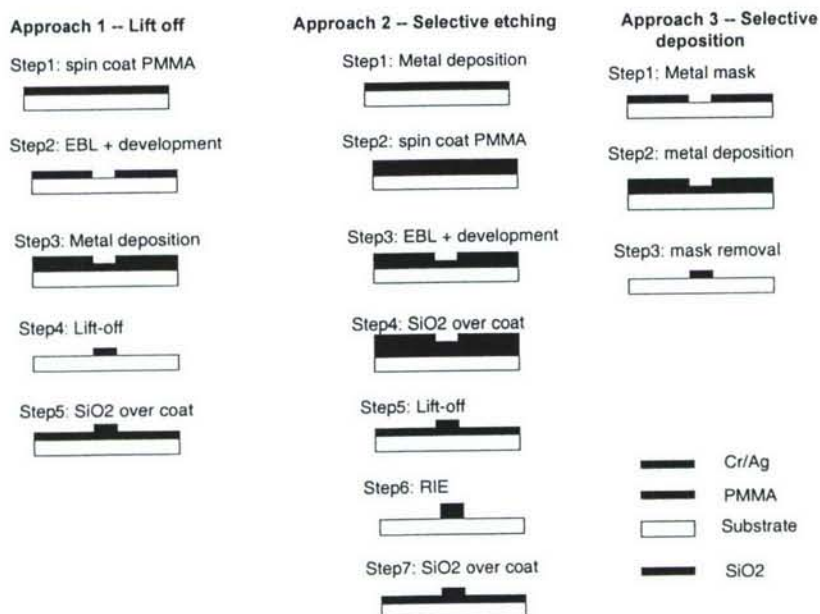 Approach 1 -- Lift off
Step1: spin coat PMMA
Step2: EBL + development
Step3: Metal deposition
Step4: Lift-off
Step5: SiO2 over coat
Approach 2 -- Selective etching
Step1: Metal deposition
Step2: spin coat PMMA
Step3: EBL + development
Step4: SiO2 over coat
Step5: Lift-off
Step6: RIE
Step7: SiO2 over coat
Approach 3 -- Selective
deposition
Step1: Metal mask
Step2: metal deposition
Step3: mask removal
Cr/Ag
PMMA
Substrate
SiO2